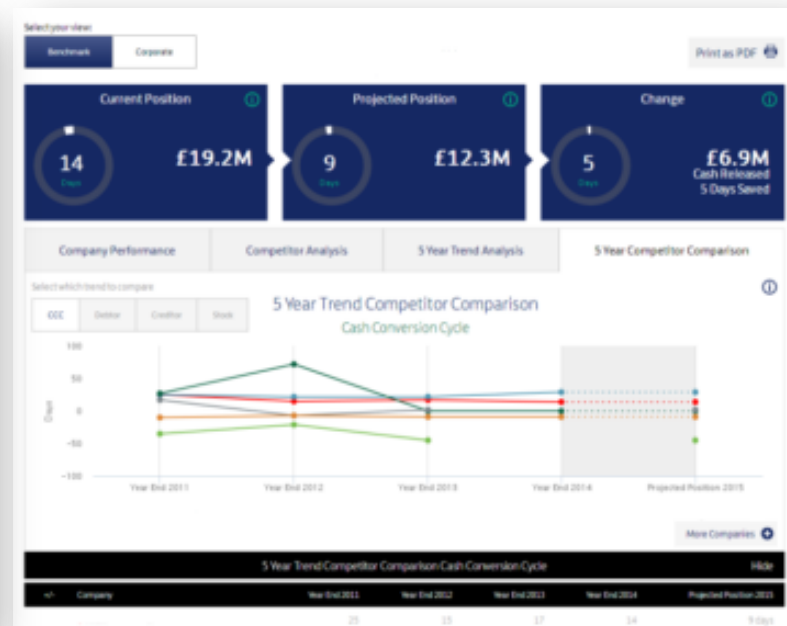 Select your view:
Benchmark Corporate
Print as PDF
Current Position
14
Days
£19.2M
Projected Position
9
Days
£12.3M
Change
5
Days
£6.9M
Cash Released
5 Days Saved
Company Performance Competitor Analysis 5 Year Trend Analysis 5 Year Competitor Comparison
Select which trend to compare
CCC Debtor Creditor Stock
5 Year Trend Competitor Comparison
Cash Conversion Cycle
100
50
0
-50
-100
Days
Year End 2011 Year End 2012 Year End 2013 Year End 2014 Projected Position 2015
More Companies
5 Year Trend Competitor Comparison Cash Conversion Cycle Hide
+/- Company Year End 2011 Year End 2012 Year End 2013 Year End 2014 Projected Position 2015
25 15 17 14 9 days